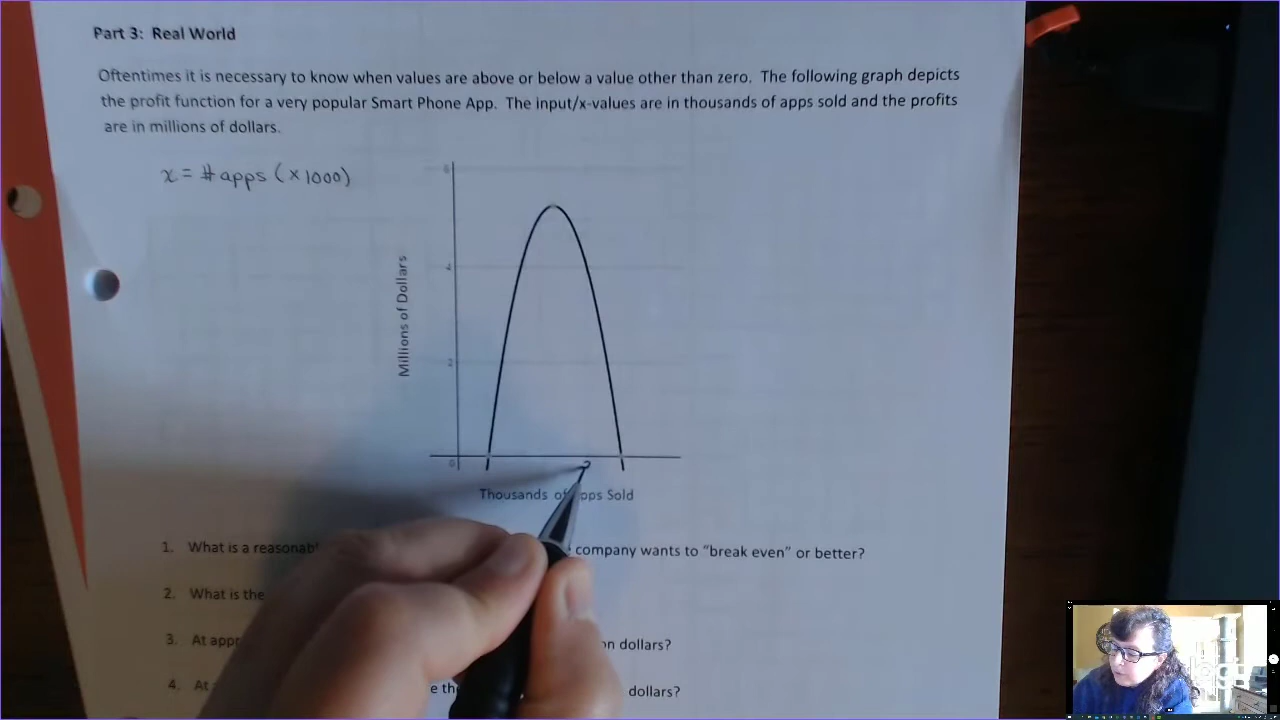 Part 3: Real World
Oftentimes it is necessary to know when values are above or below a value other than zero. The following graph depicts
the profit function for a very popular Smart Phone App. The input/x-values are in thousands of apps sold and the profits
are in millions of dollars.
x = # apps (× 1000)
6
4
Millions of Dollars
2
0
Thousands of pps Sold
1. What is a reasonab company wants to "break even" or better?
2. What is the
3. At appr n dollars?
4. At e th dollars?